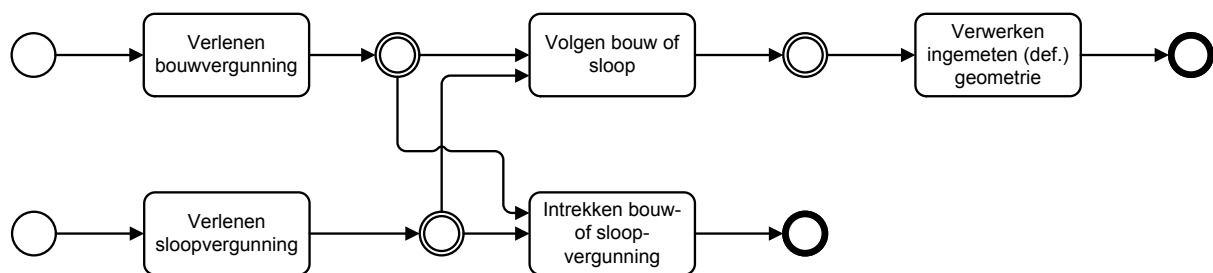 Verlenen
bouwvergunning
Volgen bouw of
sloop
Verwerken
ingemeten (def.)
geometrie
Verlenen
sloopvergunning
Intrekken bouw-
of sloop-
vergunning